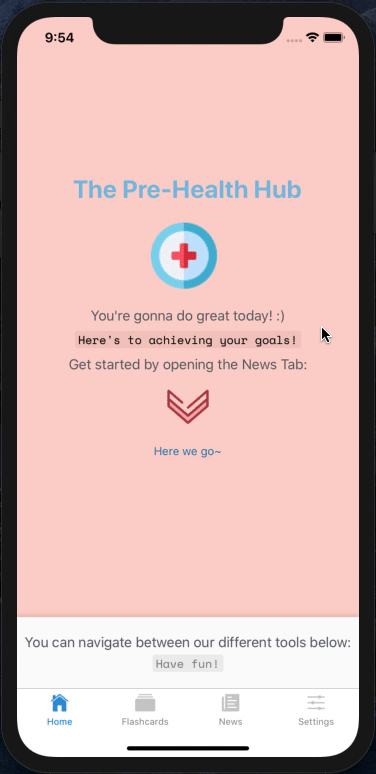 9:54
The Pre-Health Hub
You're gonna do great today! :)
Here's to achieving your goals!
Get started by opening the News Tab:
Here we go~
You can navigate between our different tools below:
Have fun!
Home Flashcards News Settings